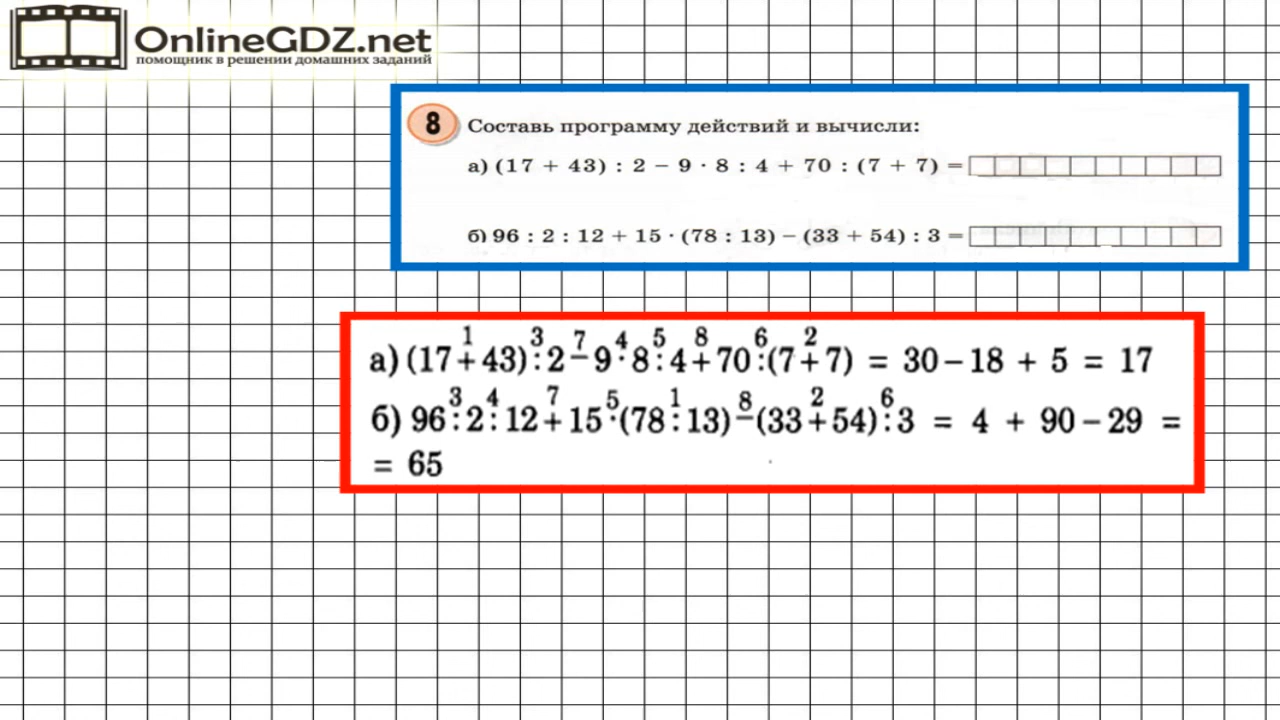 OnlineGDZ.net
помощник в решении домашних заданий
8 Составь программу действий и вычисли:
а) (17 + 43) : 2 − 9 · 8 : 4 + 70 : (7 + 7) =
б) 96 : 2 : 12 + 15 · (78 : 13) − (33 + 54) : 3 =
1 3 7 4 5 8 6 2
а) (17 + 43) : 2 − 9 · 8 : 4 + 70 : (7 + 7) = 30 − 18 + 5 = 17
3 4 7 5 1 8 2 6
б) 96 : 2 : 12 + 15 · (78 : 13) − (33 + 54) : 3 = 4 + 90 − 29 =
= 65